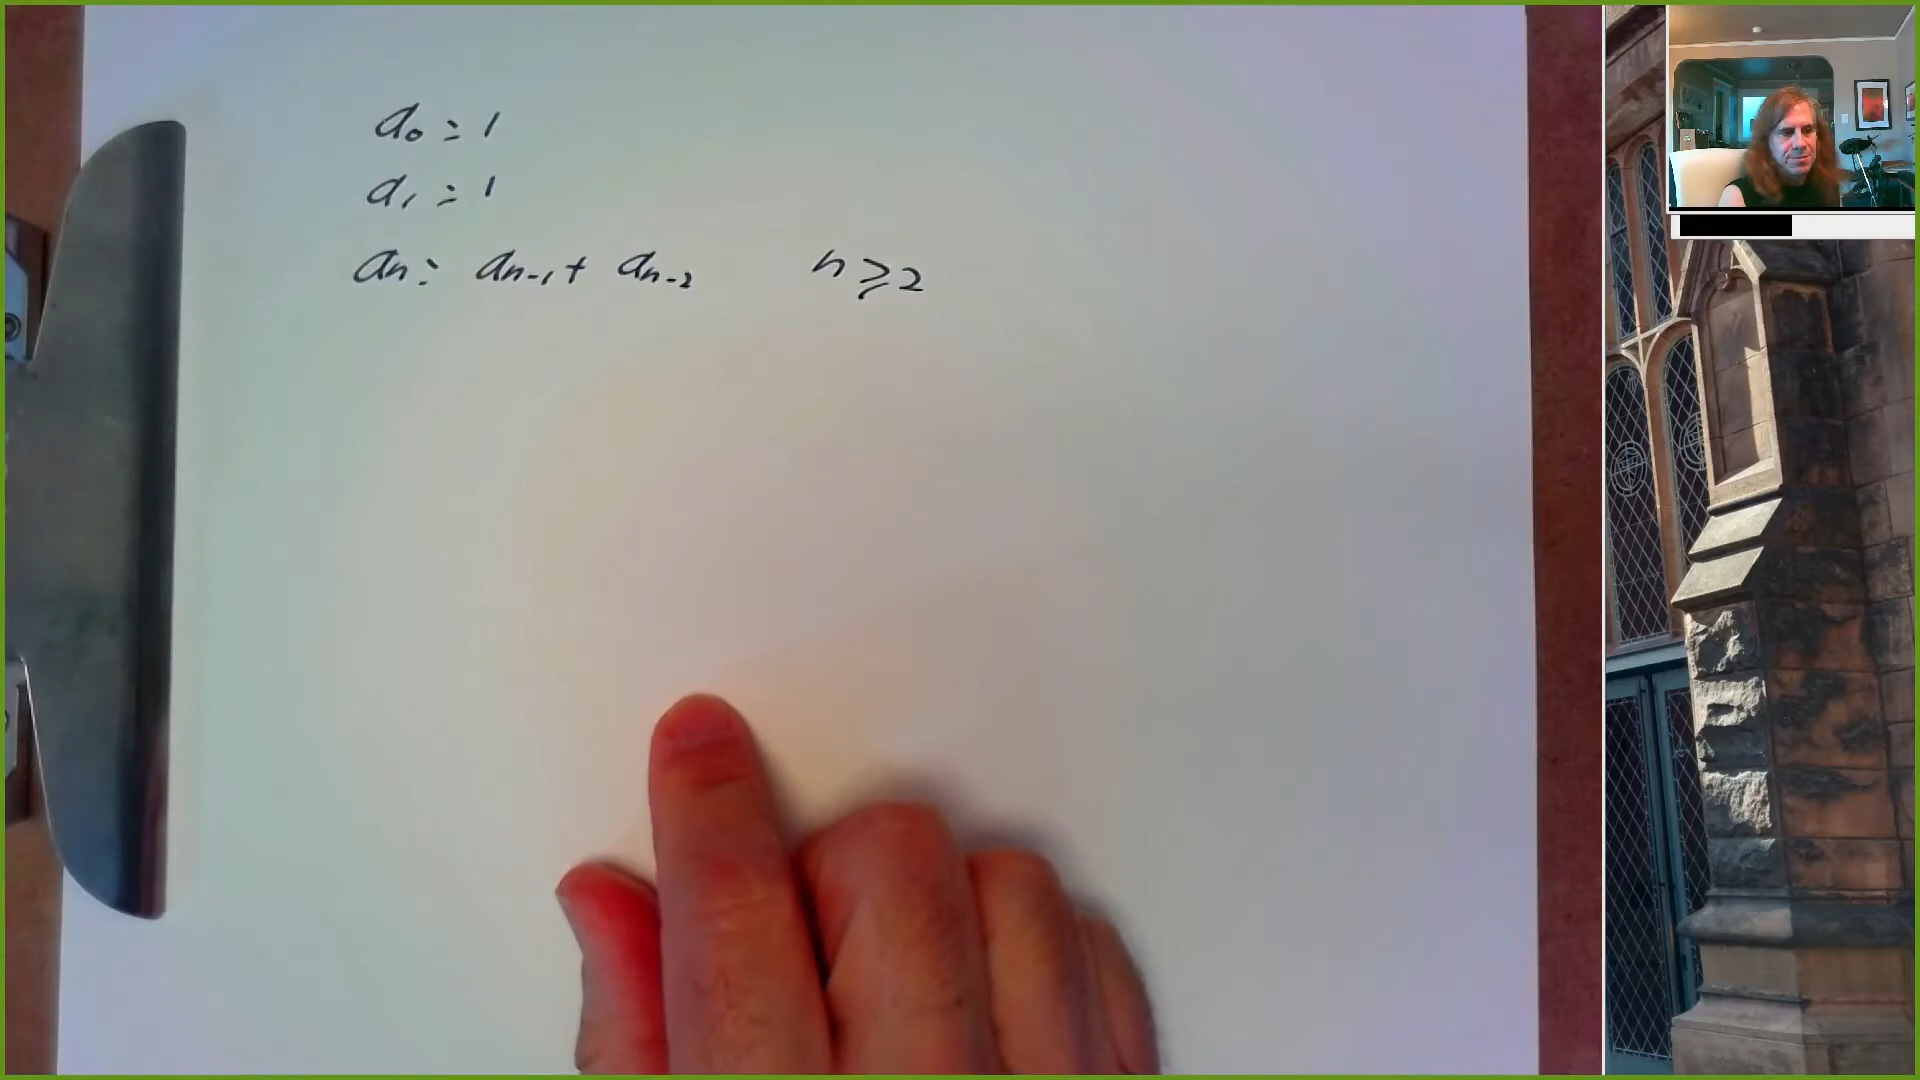 a₀ = 1
a₁ = 1
aₙ = aₙ₋₁ + aₙ₋₂ n ≥ 2